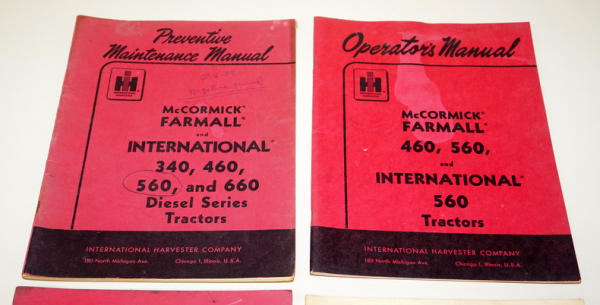 Preventive
Maintenance Manual
IH
McCORMICK
FARMALL
and
INTERNATIONAL
340, 460,
560, and 660
Diesel Series
Tractors
INTERNATIONAL HARVESTER COMPANY
180 North Michigan Ave. Chicago 1, Illinois, U.S.A.
Operator's Manual
IH
McCORMICK
FARMALL
460, 560,
and
INTERNATIONAL
560
Tractors
INTERNATIONAL HARVESTER COMPANY
180 North Michigan Ave. Chicago 1, Illinois, U.S.A.